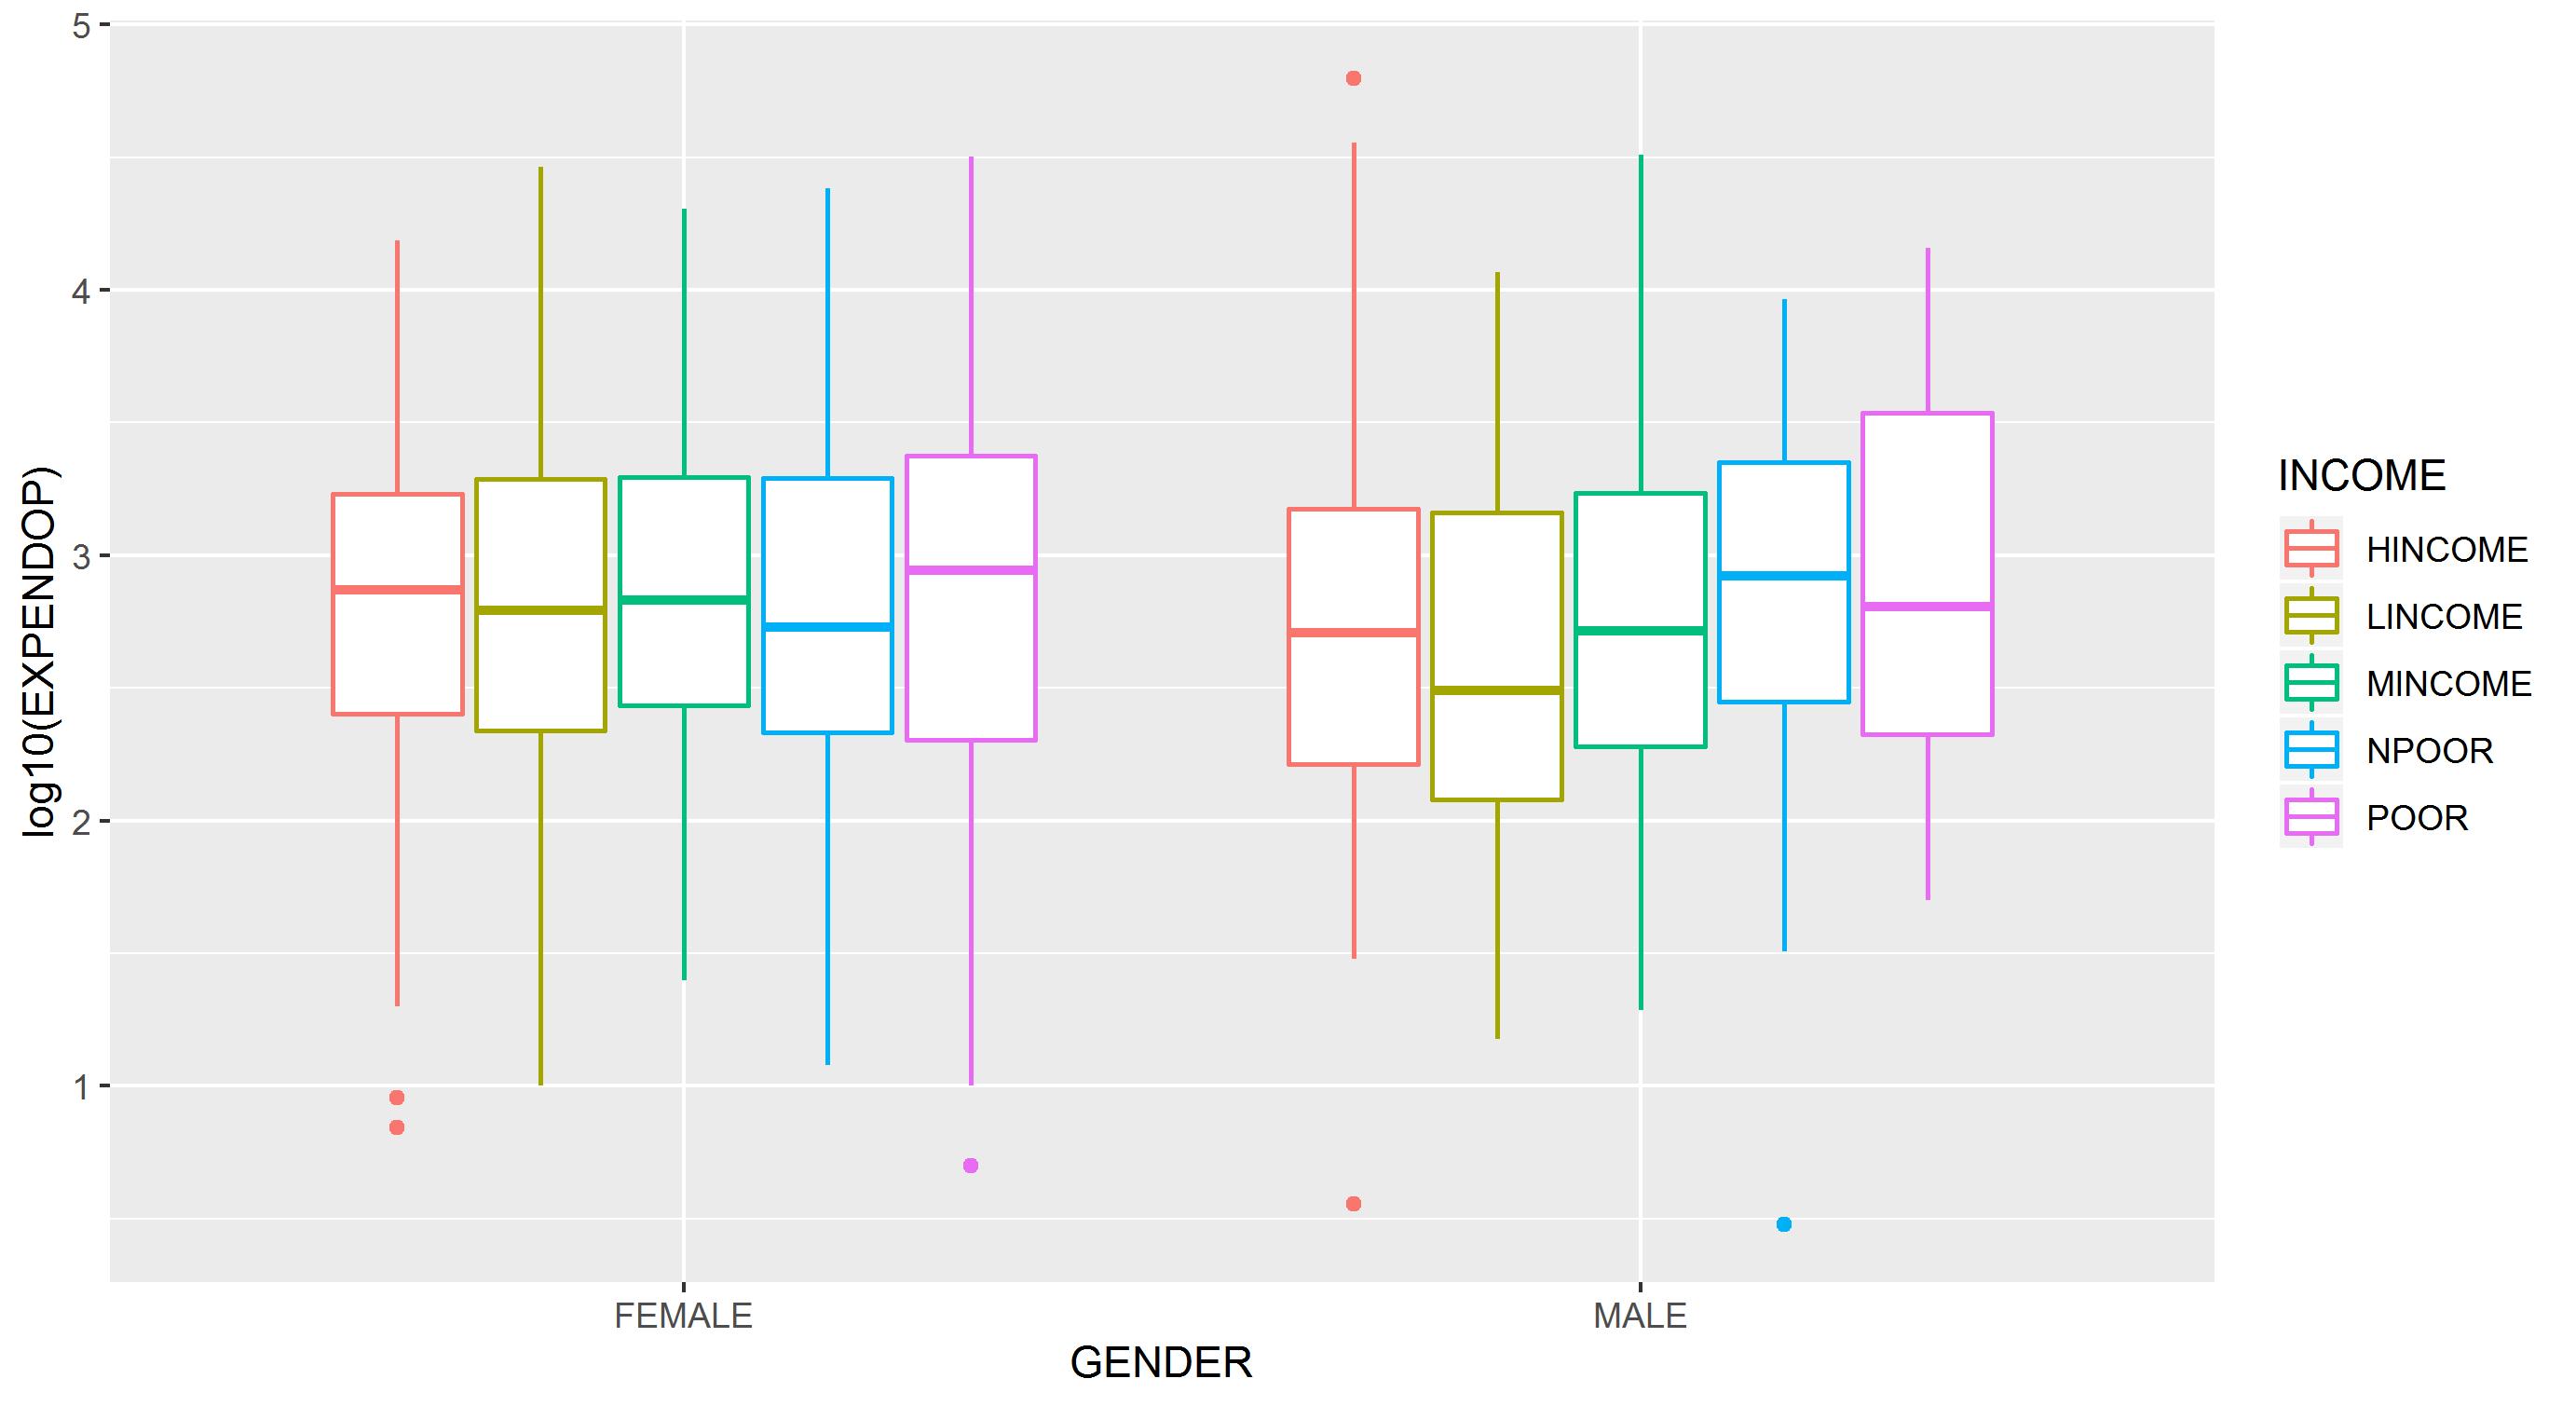 log10(EXPENDOP)
5
4
3
2
1
FEMALE
MALE
GENDER
INCOME
HINCOME
LINCOME
MINCOME
NPOOR
POOR